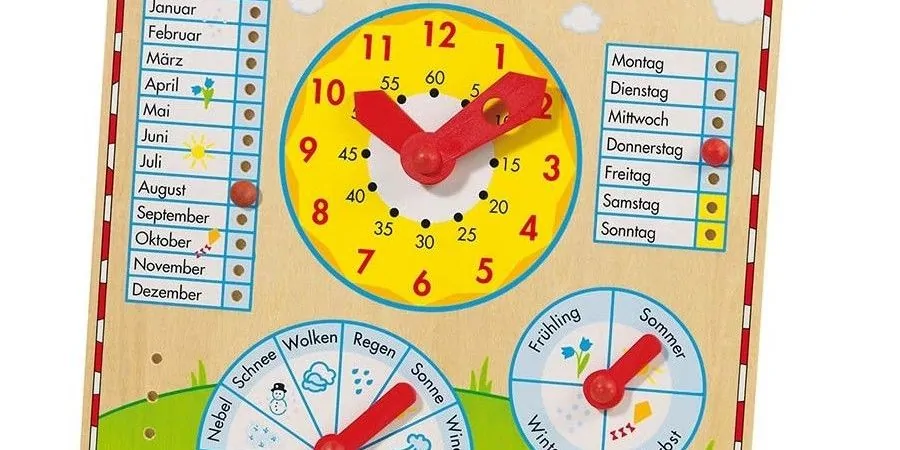 Januar
Februar
März
April
Mai
Juni
Juli
August
September
Oktober
November
Dezember
12
1
2
3
4
5
6
7
8
9
10
11
60
5
10
15
20
25
30
35
40
45
55
Montag
Dienstag
Mittwoch
Donnerstag
Freitag
Samstag
Sonntag
Nebel
Schnee
Wolken
Regen
Sonne
Frühling
Sommer